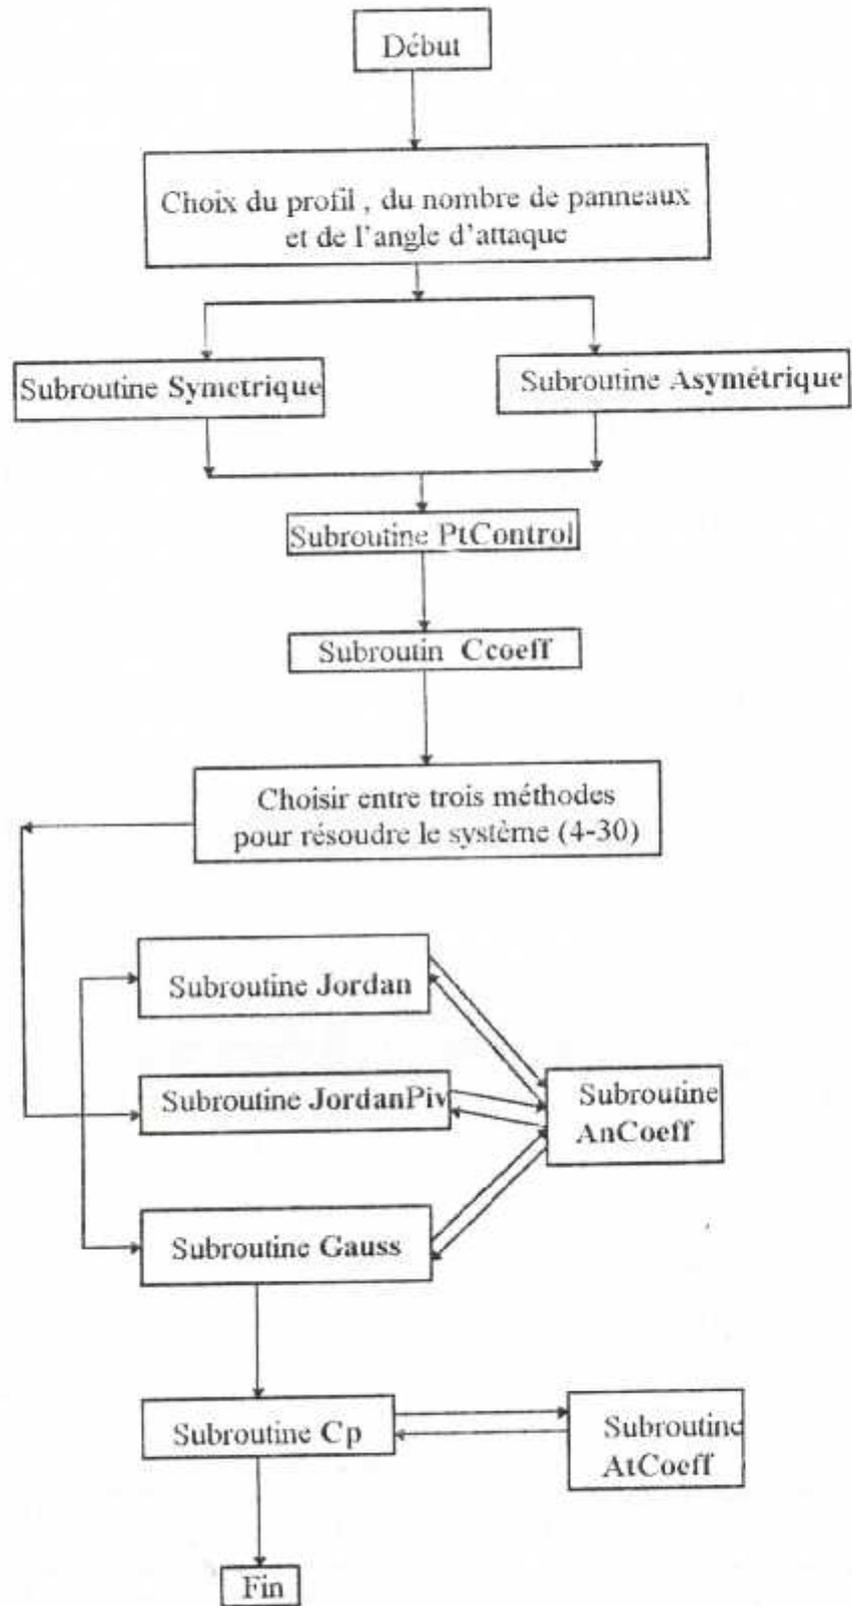 Début
Choix du profil , du nombre de panneaux
et de l'angle d'attaque
Subroutine Symetrique
Subroutine Asymétrique
Subroutine PtControl
Subroutin Ccoeff
Choisir entre trois méthodes
pour résoudre le système (4-30)
Subroutine Jordan
Subroutine JordanPiv
Subroutine
AnCoeff
Subroutine Gauss
Subroutine Cp
Subroutine
AtCoeff
Fin